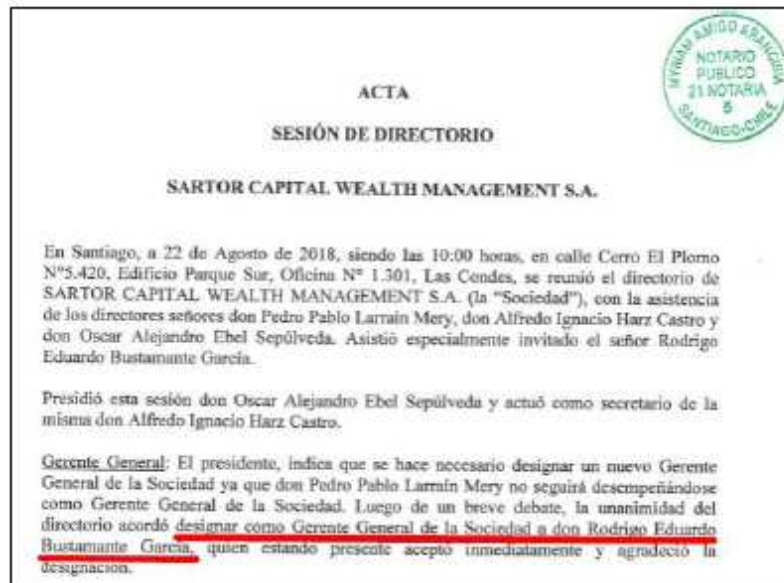 MYRIAM AMIGO ARANCIBIA
NOTARIO
PUBLICO
21 NOTARIA
6
SANTIAGO-CHILE
ACTA
SESIÓN DE DIRECTORIO
SARTOR CAPITAL WEALTH MANAGEMENT S.A.
En Santiago, a 22 de Agosto de 2018, siendo las 10:00 horas, en calle Cerro El Plomo
N°5.420, Edificio Parque Sur, Oficina N° 1.301, Las Condes, se reunió el directorio de
SARTOR CAPITAL WEALTH MANAGEMENT S.A. (la "Sociedad"), con la asistencia
de los directores señores don Pedro Pablo Larraín Mery, don Alfredo Ignacio Harz Castro y
don Oscar Alejandro Ebel Sepúlveda. Asistió especialmente invitado el señor Rodrigo
Eduardo Bustamante García.
Presidió esta sesión don Oscar Alejandro Ebel Sepúlveda y actuó como secretario de la
misma don Alfredo Ignacio Harz Castro.
Gerente General: El presidente, indica que se hace necesario designar un nuevo Gerente
General de la Sociedad ya que don Pedro Pablo Larraín Mery no seguirá desempeñándose
como Gerente General de la Sociedad. Luego de un breve debate, la unanimidad del
directorio acordó designar como Gerente General de la Sociedad a don Rodrigo Eduardo
Bustamante García, quien estando presente aceptó inmediatamente y agradeció la
designación.